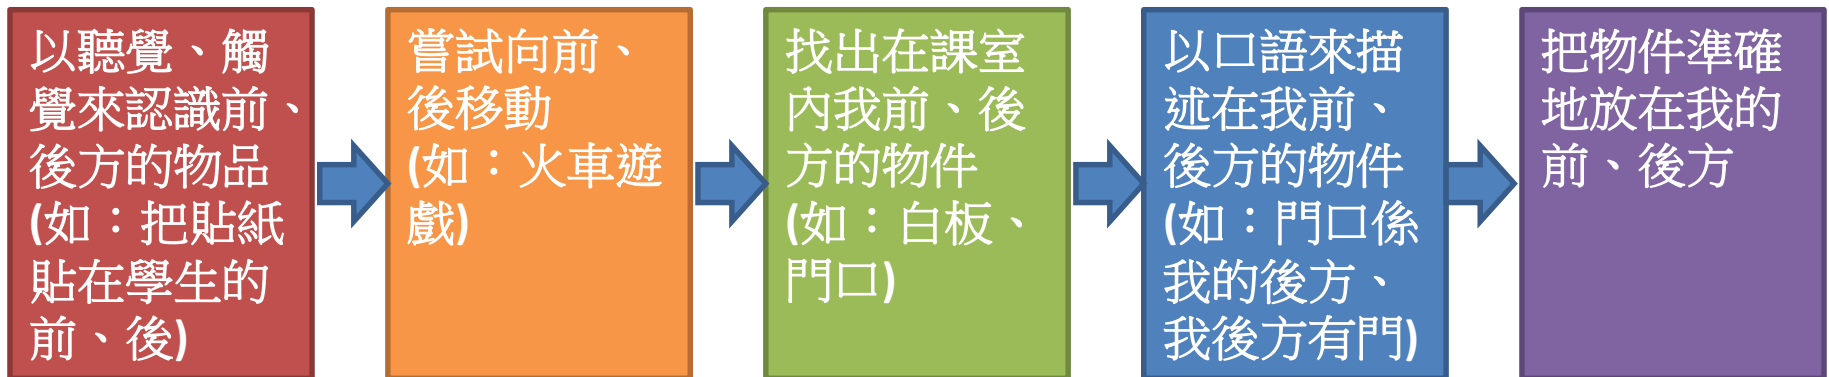 以聽覺、觸
覺來認識前、
後方的物品
(如：把貼紙
貼在學生的
前、後)
嘗試向前、
後移動
(如：火車遊
戲)
找出在課室
內我前、後
方的物件
(如：白板、
門口)
以口語來描
述在我前、
後方的物件
(如：門口係
我的後方、
我後方有門)
把物件準確
地放在我的
前、後方